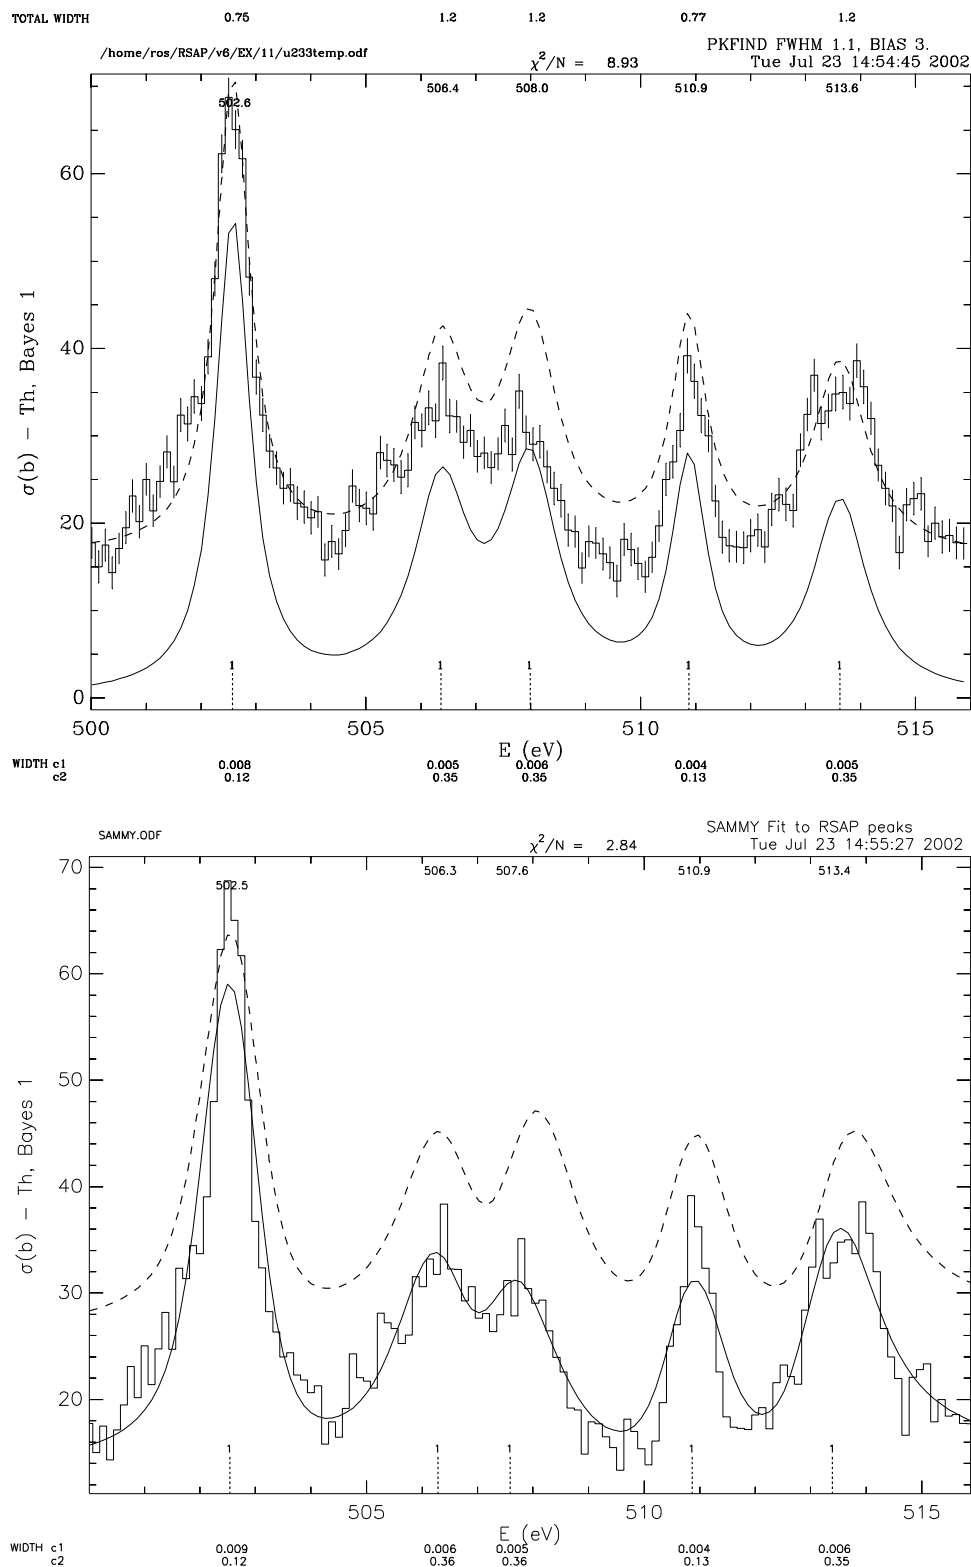 TOTAL WIDTH 0.75 1.2 1.2 0.77 1.2
/home/ros/RSAP/v6/EX/11/u233temp.odf
PKFIND FWHM 1.1, BIAS 3.
χ²/N = 8.93
Tue Jul 23 14:54:45 2002
502.6 506.4 508.0 510.9 513.6
60
40
20
0
σ(b) − Th, Bayes 1
1 1 1 1 1
500 505 510 515
E (eV)
WIDTH c1 0.008 0.005 0.006 0.004 0.005
c2 0.12 0.35 0.35 0.13 0.35
SAMMY.ODF
SAMMY Fit to RSAP peaks
χ²/N = 2.84
Tue Jul 23 14:55:27 2002
502.5 506.3 507.6 510.9 513.4
70
60
50
40
30
20
σ(b) − Th, Bayes 1
1 1 1 1 1
505 510 515
E (eV)
WIDTH c1 0.009 0.006 0.005 0.004 0.006
c2 0.12 0.36 0.36 0.13 0.35